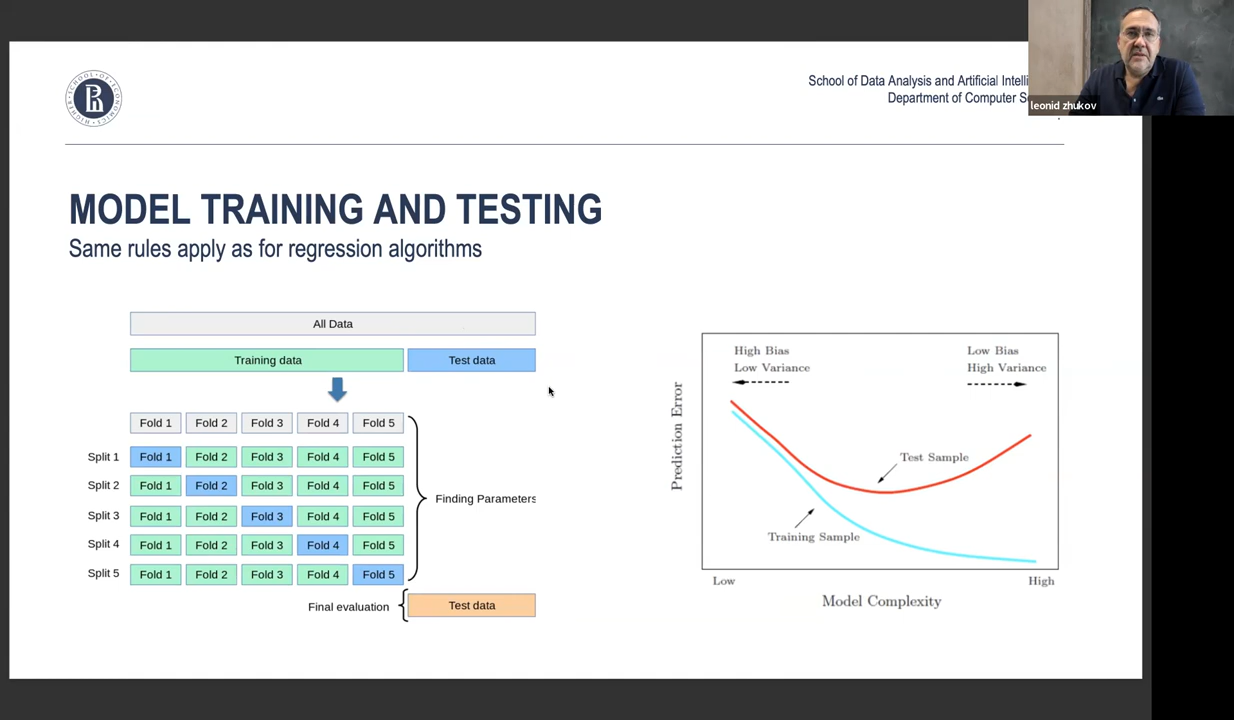 School of Data Analysis and Artificial
Department of Computer
leonid zhukov
MODEL TRAINING AND TESTING
Same rules apply as for regression algorithms
All Data
Training data Test data
Fold 1 Fold 2 Fold 3 Fold 4 Fold 5
Split 1 Fold 1 Fold 2 Fold 3 Fold 4 Fold 5
Split 2 Fold 1 Fold 2 Fold 3 Fold 4 Fold 5
Split 3 Fold 1 Fold 2 Fold 3 Fold 4 Fold 5
Split 4 Fold 1 Fold 2 Fold 3 Fold 4 Fold 5
Split 5 Fold 1 Fold 2 Fold 3 Fold 4 Fold 5
Finding Parameters
Final evaluation Test data
High Bias
Low Variance
Low Bias
High Variance
Prediction Error
Test Sample
Training Sample
Low High
Model Complexity